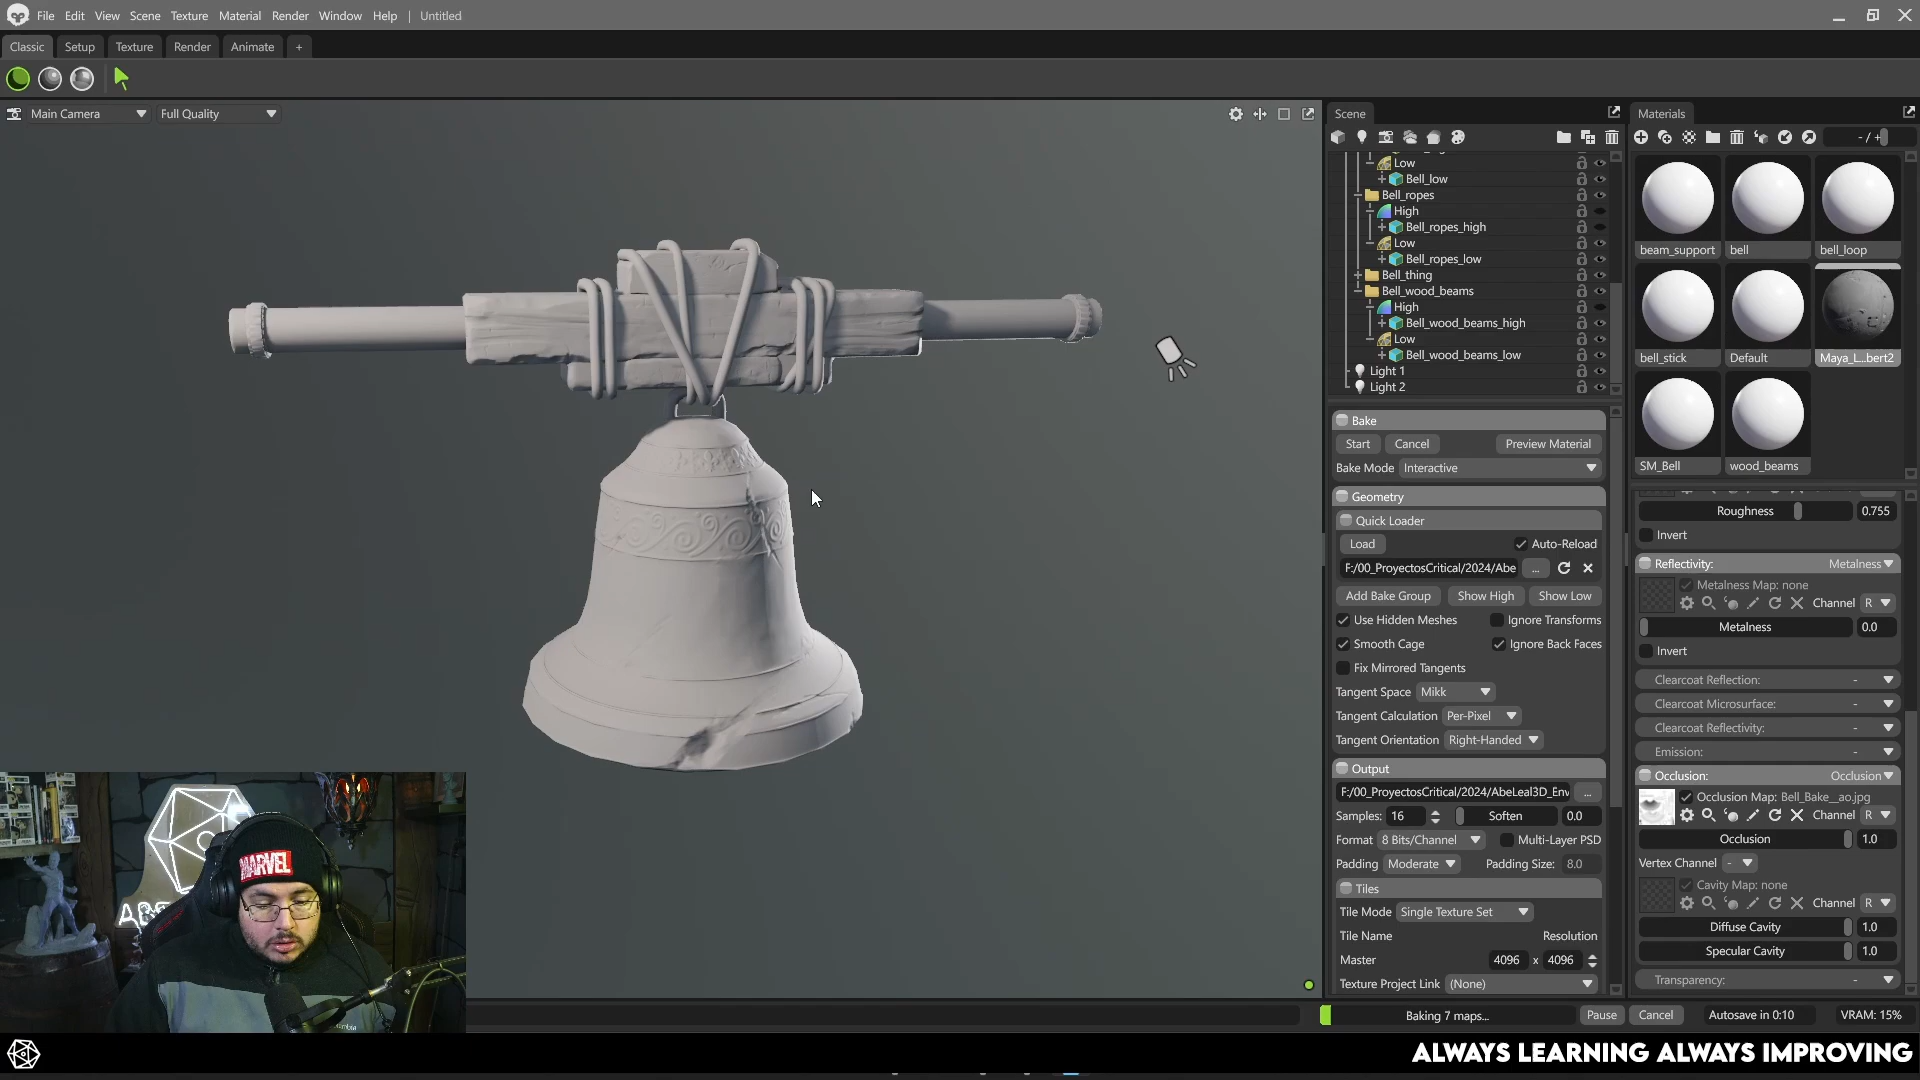 File Edit View Scene Texture Material Render Window Help | Untitled
Classic Setup Texture Render Animate +
Main Camera Full Quality
Scene
Low
Bell_low
Bell_ropes
High
Bell_ropes_high
Low
Bell_ropes_low
Bell_thing
Bell_wood_beams
High
Bell_wood_beams_high
Low
Bell_wood_beams_low
Light 1
Light 2
Bake
Start Cancel Preview Material
Bake Mode Interactive
Geometry
Quick Loader
Load Auto-Reload
F:/00_ProyectosCritical/2024/Abe ...
Add Bake Group Show High Show Low
Use Hidden Meshes Ignore Transforms
Smooth Cage Ignore Back Faces
Fix Mirrored Tangents
Tangent Space Mikk
Tangent Calculation Per-Pixel
Tangent Orientation Right-Handed
Output
F:/00_ProyectosCritical/2024/AbeLeal3D_Env ...
Samples: 16 Soften 0.0
Format 8 Bits/Channel Multi-Layer PSD
Padding Moderate Padding Size: 8.0
Tiles
Tile Mode Single Texture Set
Tile Name Resolution
Master 4096 x 4096
Texture Project Link (None)
Materials
- / +
beam_support bell bell_loop
bell_stick Default Maya_L...bert2
SM_Bell wood_beams
Roughness 0.755
Invert
Reflectivity: Metalness
Metalness Map: none
Channel R
Metalness 0.0
Invert
Clearcoat Reflection: -
Clearcoat Microsurface: -
Clearcoat Reflectivity: -
Emission: -
Occlusion: Occlusion
Occlusion Map: Bell_Bake__ao.jpg
Channel R
Occlusion 1.0
Vertex Channel -
Cavity Map: none
Channel R
Diffuse Cavity 1.0
Specular Cavity 1.0
Transparency: -
Baking 7 maps... Pause Cancel Autosave in 0:10 VRAM: 15%
MARVEL
ALWAYS LEARNING ALWAYS IMPROVING